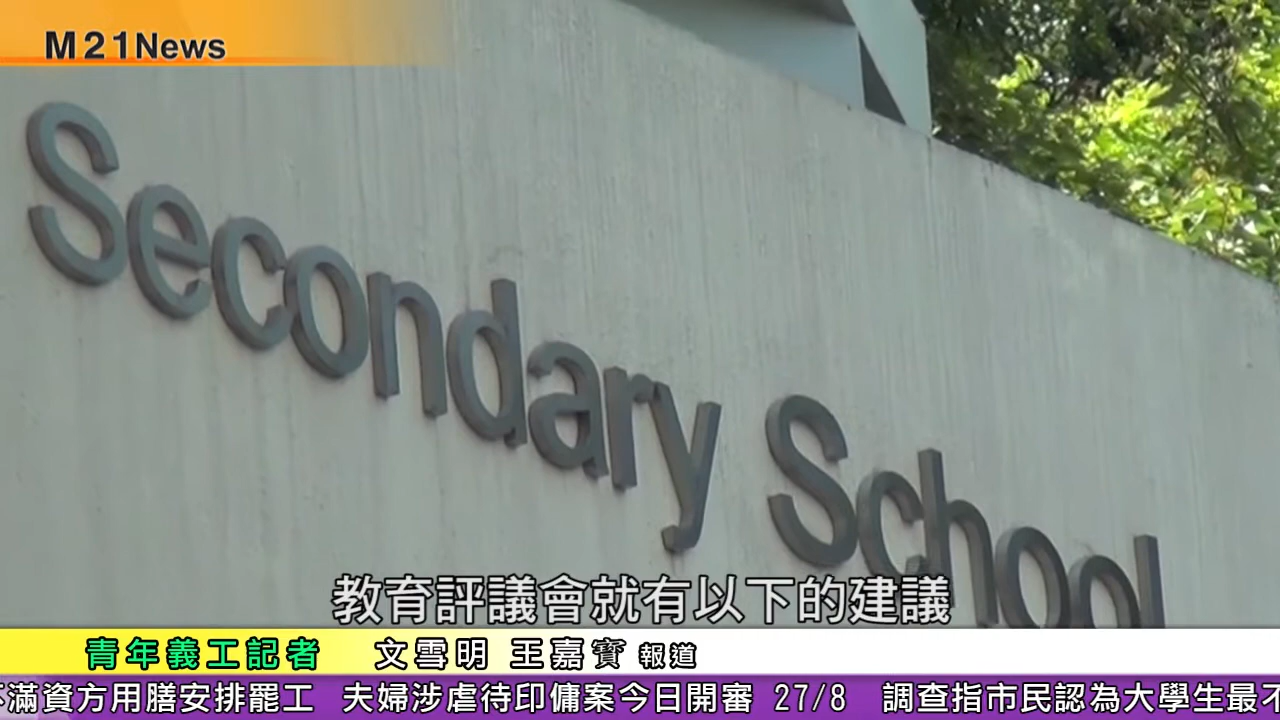 M21News
Secondary School
教育評議會就有以下的建議
青年義工記者 文雪明 王嘉寳 報道
不滿資方用膳安排罷工 夫婦涉虐待印傭案今日開審 27/8 調查指市民認為大學生最不